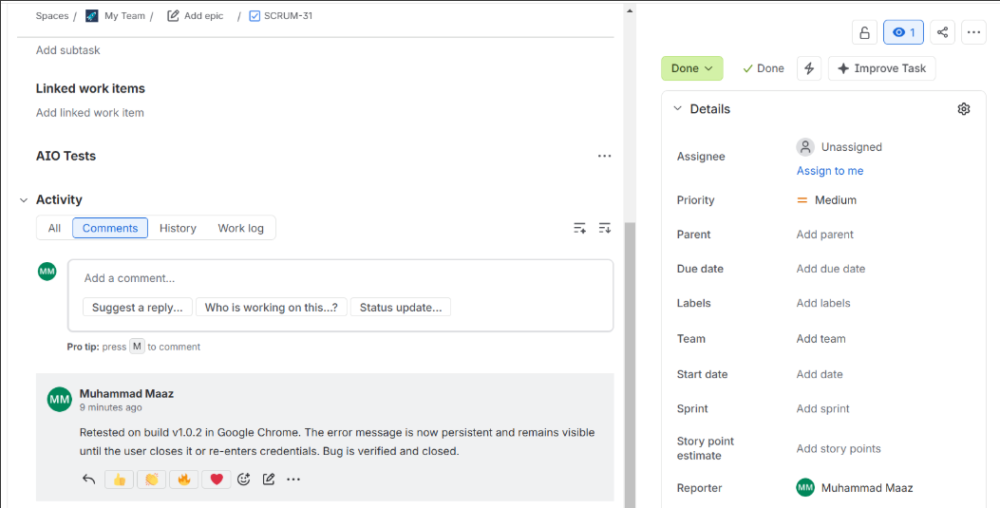 Spaces / My Team / Add epic / SCRUM-31
Add subtask
Linked work items
Add linked work item
AIO Tests
Activity
All Comments History Work log
MM
Add a comment...
Suggest a reply... Who is working on this...? Status update...
Pro tip: press M to comment
MM
Muhammad Maaz
9 minutes ago
Retested on build v1.0.2 in Google Chrome. The error message is now persistent and remains visible
until the user closes it or re-enters credentials. Bug is verified and closed.
1
Done Done Improve Task
Details
Assignee Unassigned
Assign to me
Priority Medium
Parent Add parent
Due date Add due date
Labels Add labels
Team Add team
Start date Add date
Sprint Add sprint
Story point
estimate
Add story points
Reporter MM Muhammad Maaz